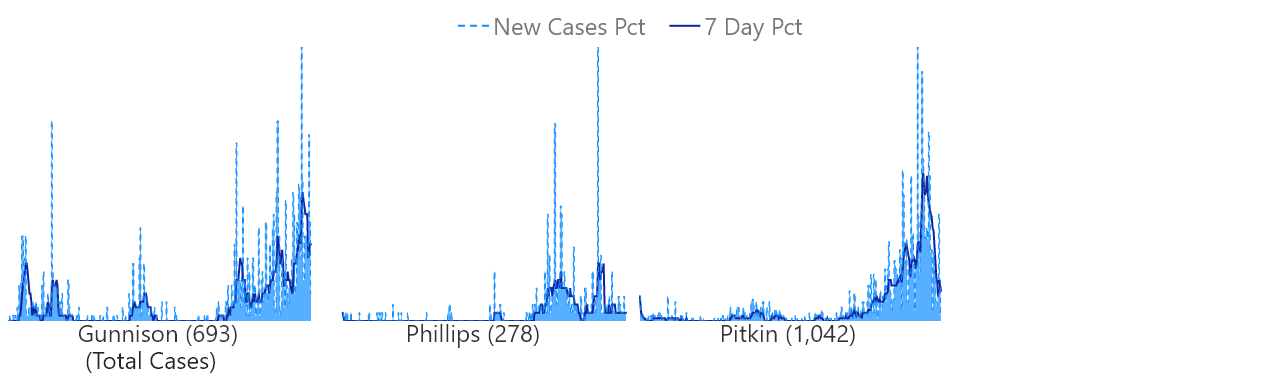 New Cases Pct 7 Day Pct
Gunnison (693) Phillips (278) Pitkin (1,042)
(Total Cases)